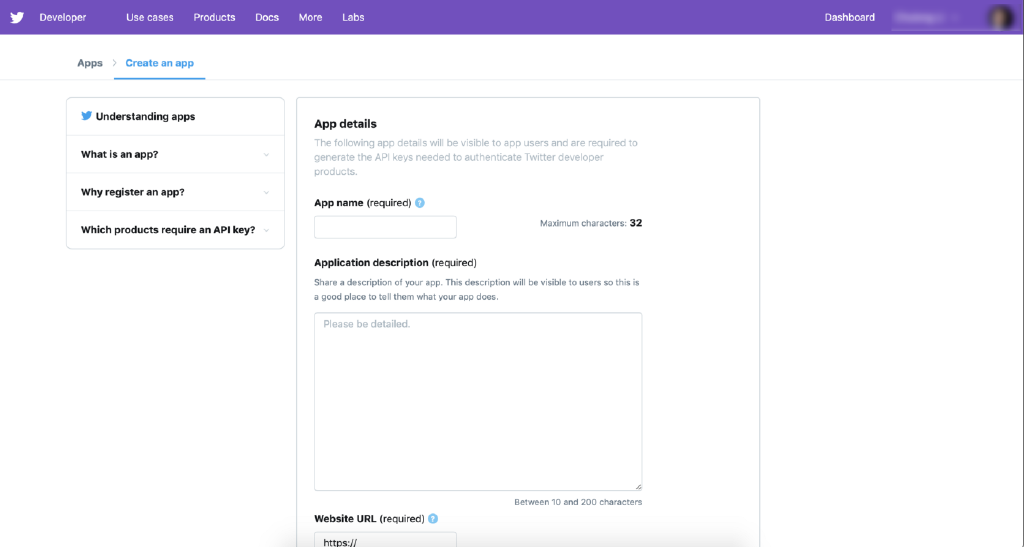 Developer
Use cases
Products
Docs
More
Labs
Dashboard
Apps
Create an app
Understanding apps
What is an app?
Why register an app?
Which products require an API key?
App details
The following app details will be visible to app users and are required to
generate the API keys needed to authenticate Twitter developer
products.
App name (required) ?
Maximum characters: 32
Application description (required)
Share a description of your app. This description will be visible to users so this is
a good place to tell them what your app does.
Please be detailed.
Between 10 and 200 characters
Website URL (required) ?
https://